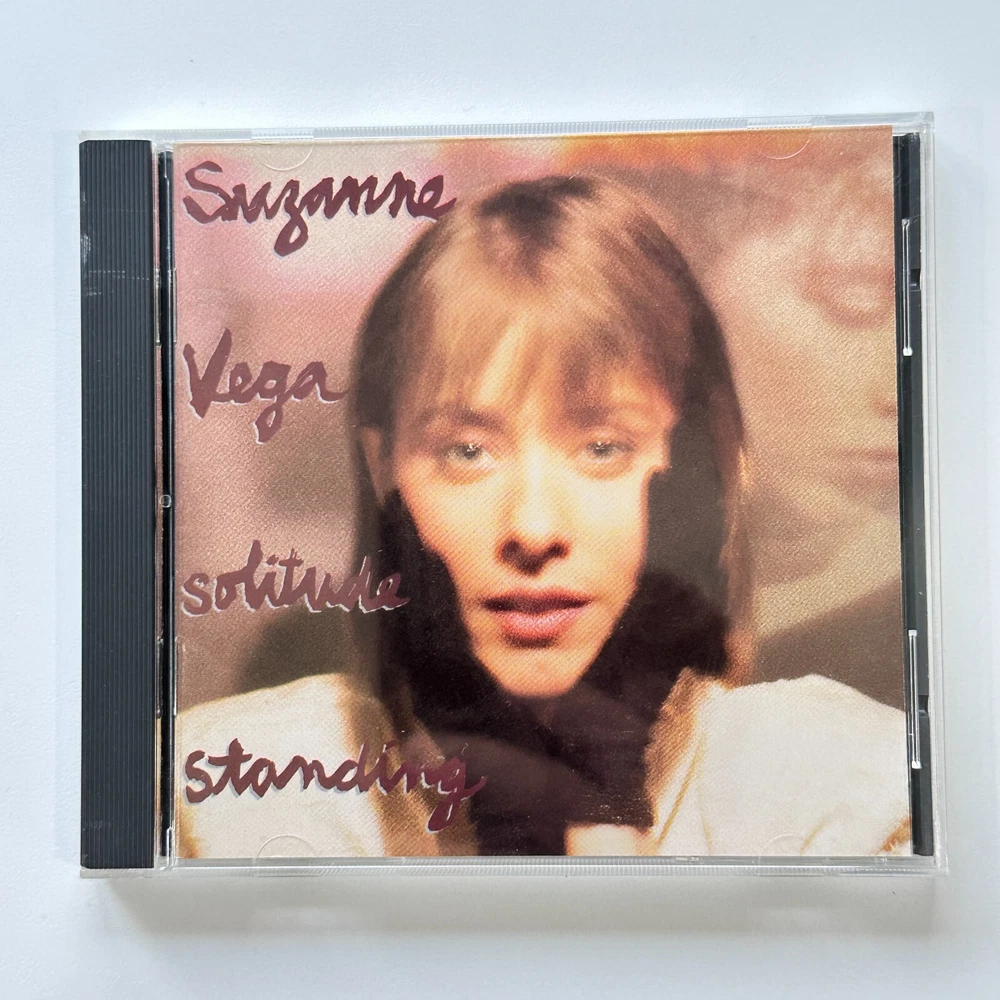 Suzanne
Vega
solitude
standing